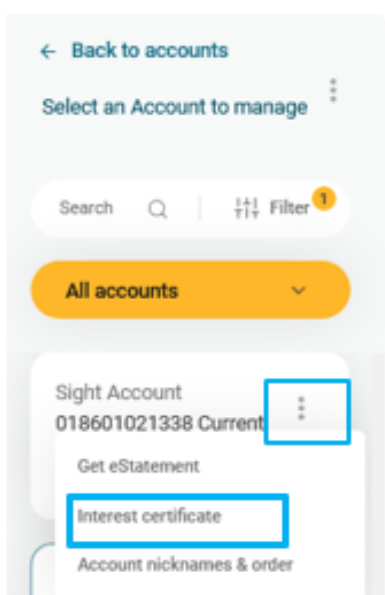 ← Back to accounts
Select an Account to manage
Search
Filter 1
All accounts
Sight Account
018601021338 Current
Get eStatement
Interest certificate
Account nicknames & order